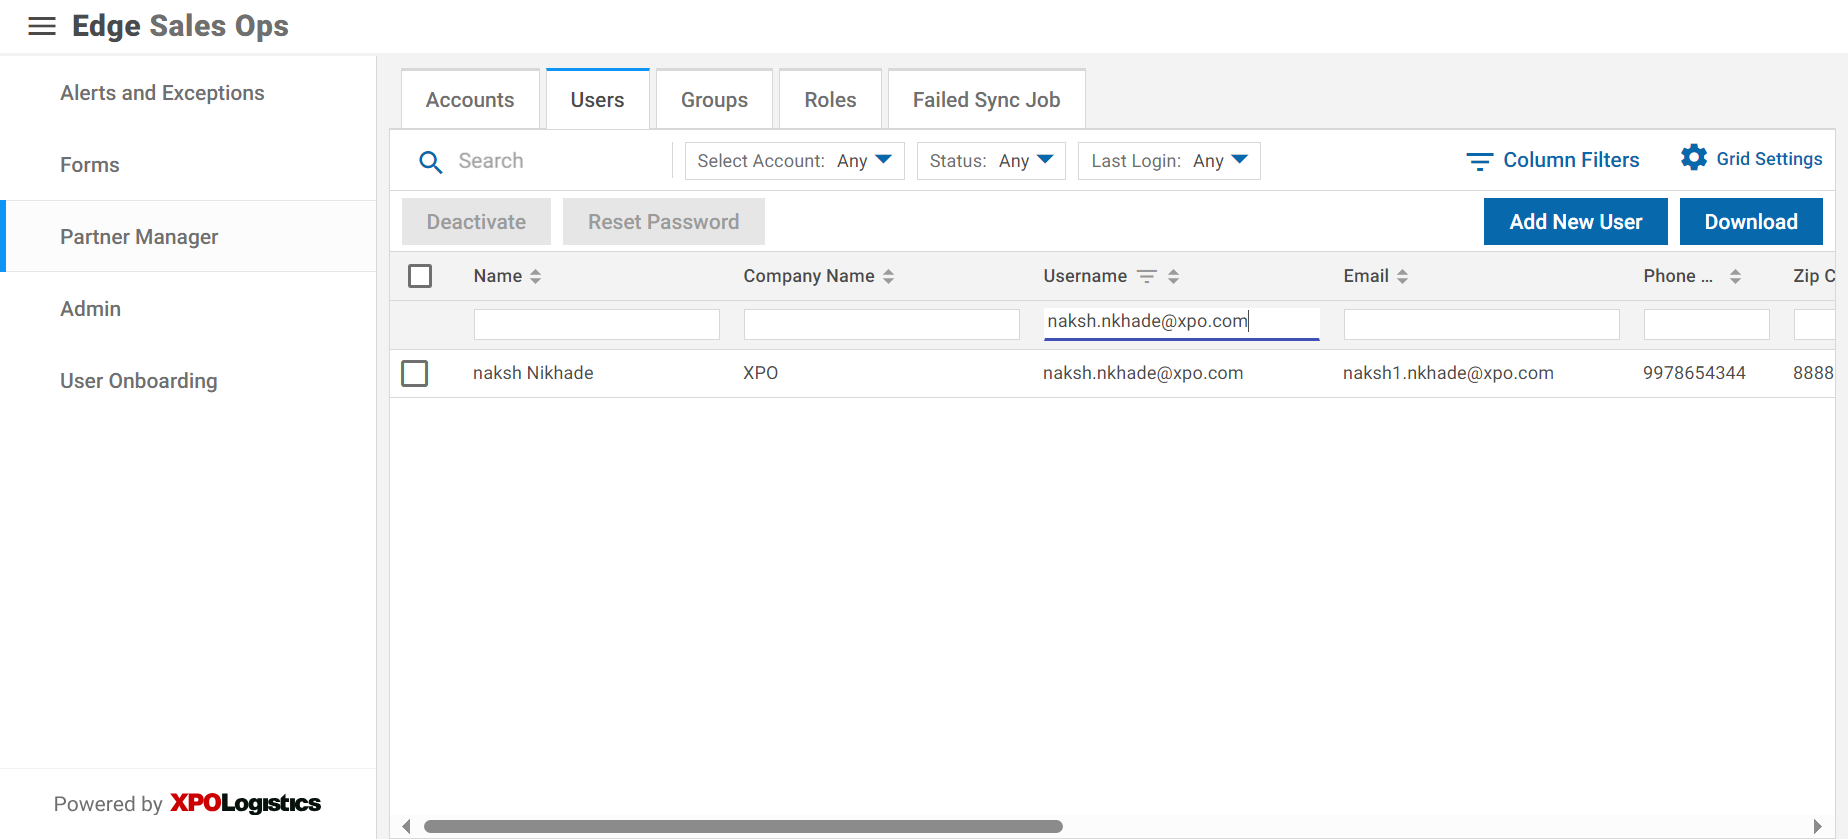 Edge Sales Ops
Alerts and Exceptions
Forms
Partner Manager
Admin
User Onboarding
Powered by XPOLogistics
Accounts Users Groups Roles Failed Sync Job
Search Select Account: Any Status: Any Last Login: Any Column Filters Grid Settings
Deactivate Reset Password Add New User Download
Name Company Name Username Email Phone ... Zip C
naksh.nkhade@xpo.com
naksh Nikhade XPO naksh.nkhade@xpo.com naksh1.nkhade@xpo.com 9978654344 8888